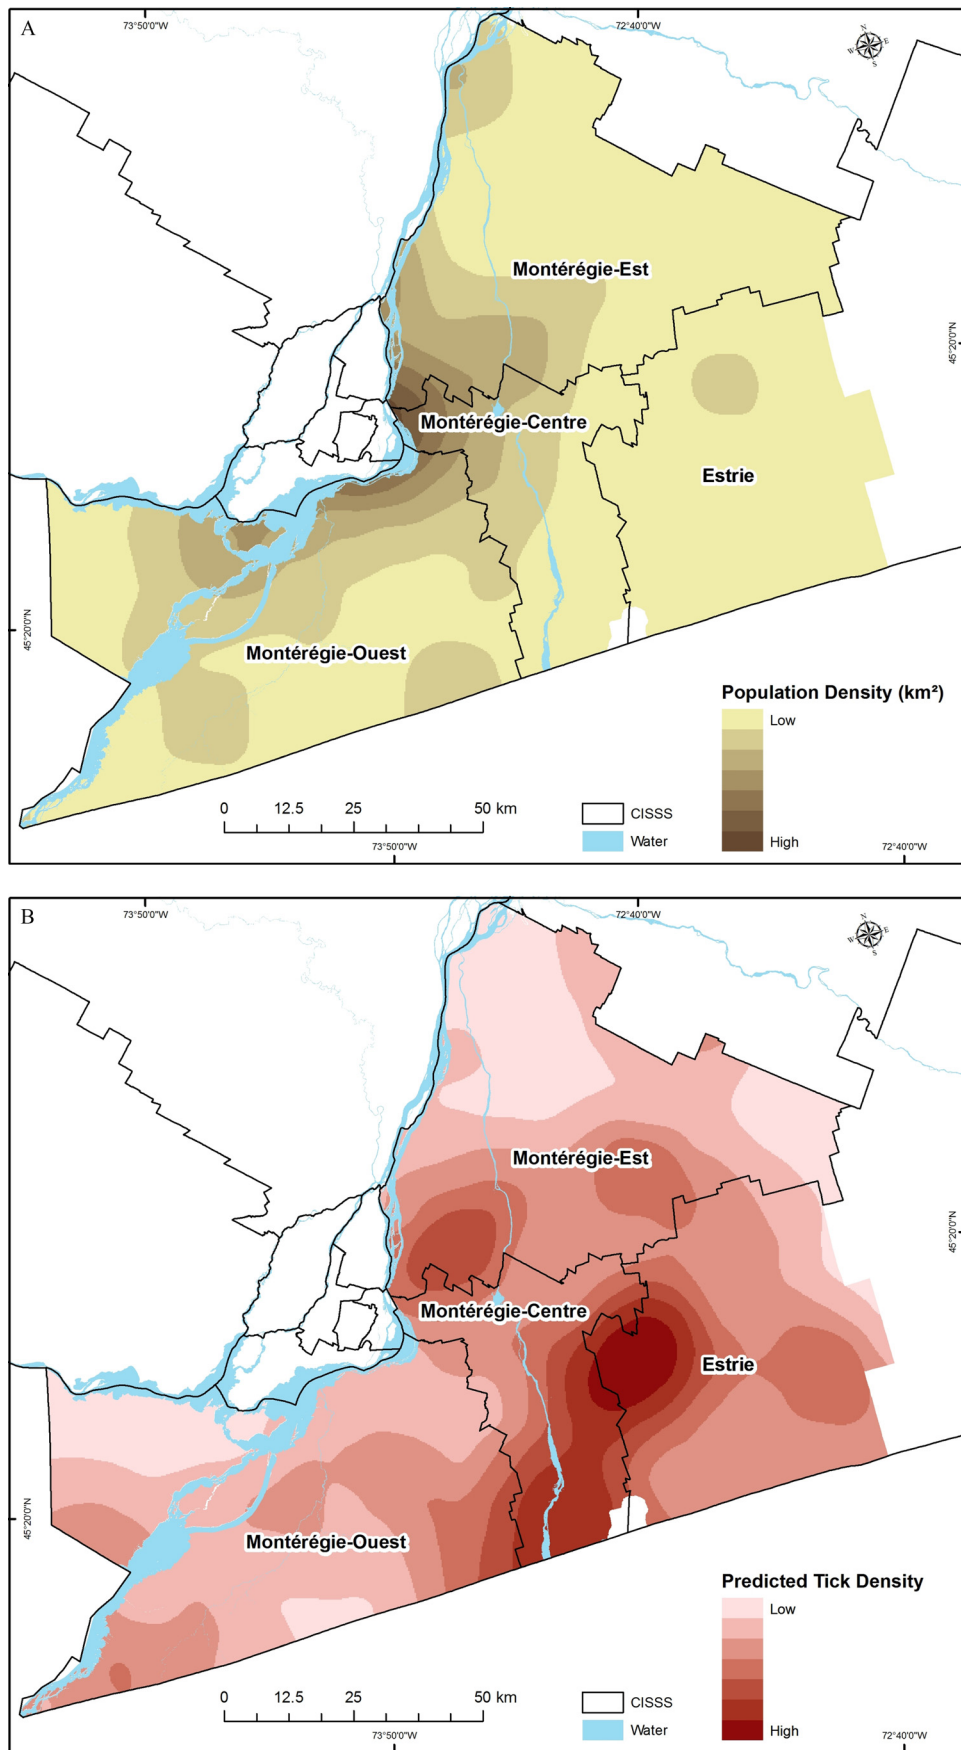 A
73°50'0"W
72°40'0"W
N
W E
S
Montérégie-Est
45°20'0"N
Montérégie-Centre
Estrie
45°20'0"N
Montérégie-Ouest
Population Density (km²)
Low
High
0 12.5 25 50 km
CISSS
Water
73°50'0"W
72°40'0"W
B
73°50'0"W
72°40'0"W
N
W E
S
Montérégie-Est
45°20'0"N
Montérégie-Centre
Estrie
45°20'0"N
Montérégie-Ouest
Predicted Tick Density
Low
High
0 12.5 25 50 km
CISSS
Water
73°50'0"W
72°40'0"W